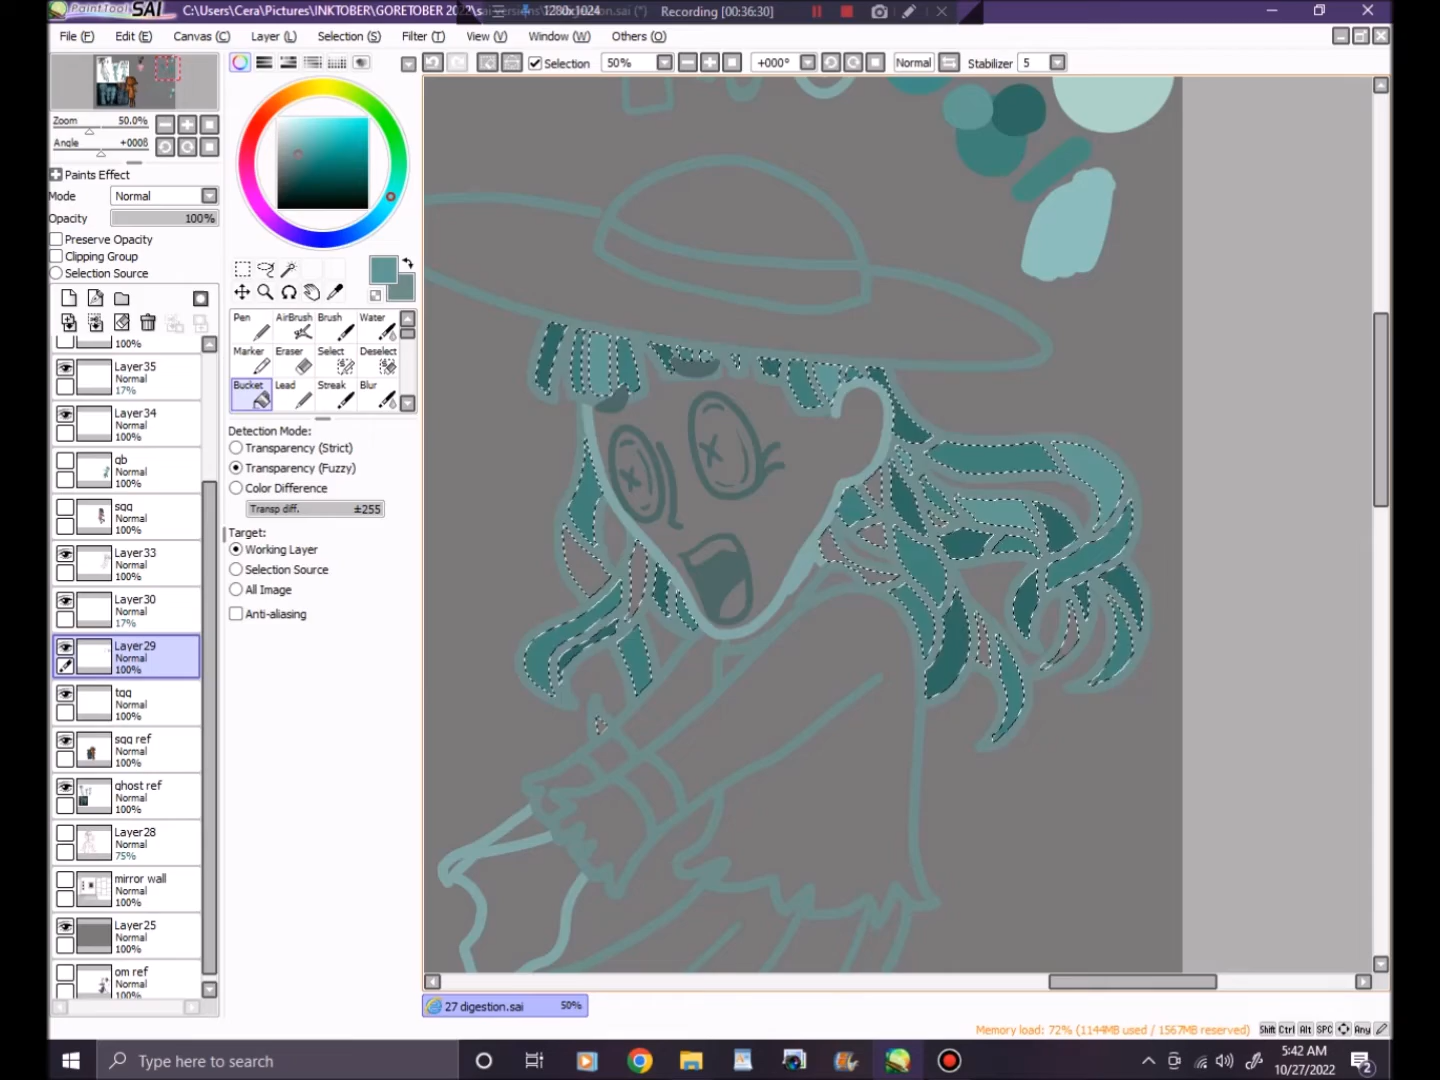 PaintTool SAI C:\Users\Cera\Pictures\INKTOBER\GORETOBER 2022\
1280x1024
Recording [00:36:30]
File (F) Edit (E) Canvas (C) Layer (L) Selection (S) Filter (T) View (V) Window (W) Others (O)
Selection 50% +000° Normal Stabilizer 5
Zoom 50.0%
Angle +000
Paints Effect
Mode Normal
Opacity 100%
Preserve Opacity
Clipping Group
Selection Source
100%
Layer35
Normal
17%
Layer34
Normal
100%
Normal
100%
Normal
100%
Layer33
Normal
100%
Layer30
Normal
17%
Layer29
Normal
100%
Normal
100%
Normal
100%
ghost ref
Normal
100%
Layer28
Normal
75%
mirror wall
Normal
100%
Layer25
Normal
100%
om ref
Normal
100%
Pen AirBrush Brush Water
Marker Eraser Select Deselect
Bucket Lead Streak Blur
Detection Mode:
Transparency (Strict)
Transparency (Fuzzy)
Color Difference
Transp diff. ±255
Target:
Working Layer
Selection Source
All Image
Anti-aliasing
27 digestion.sai 50%
Memory load: 72% (1144MB used / 1567MB reserved) Shift Ctrl Alt SPC Any
Type here to search
5:42 AM
10/27/2022
2